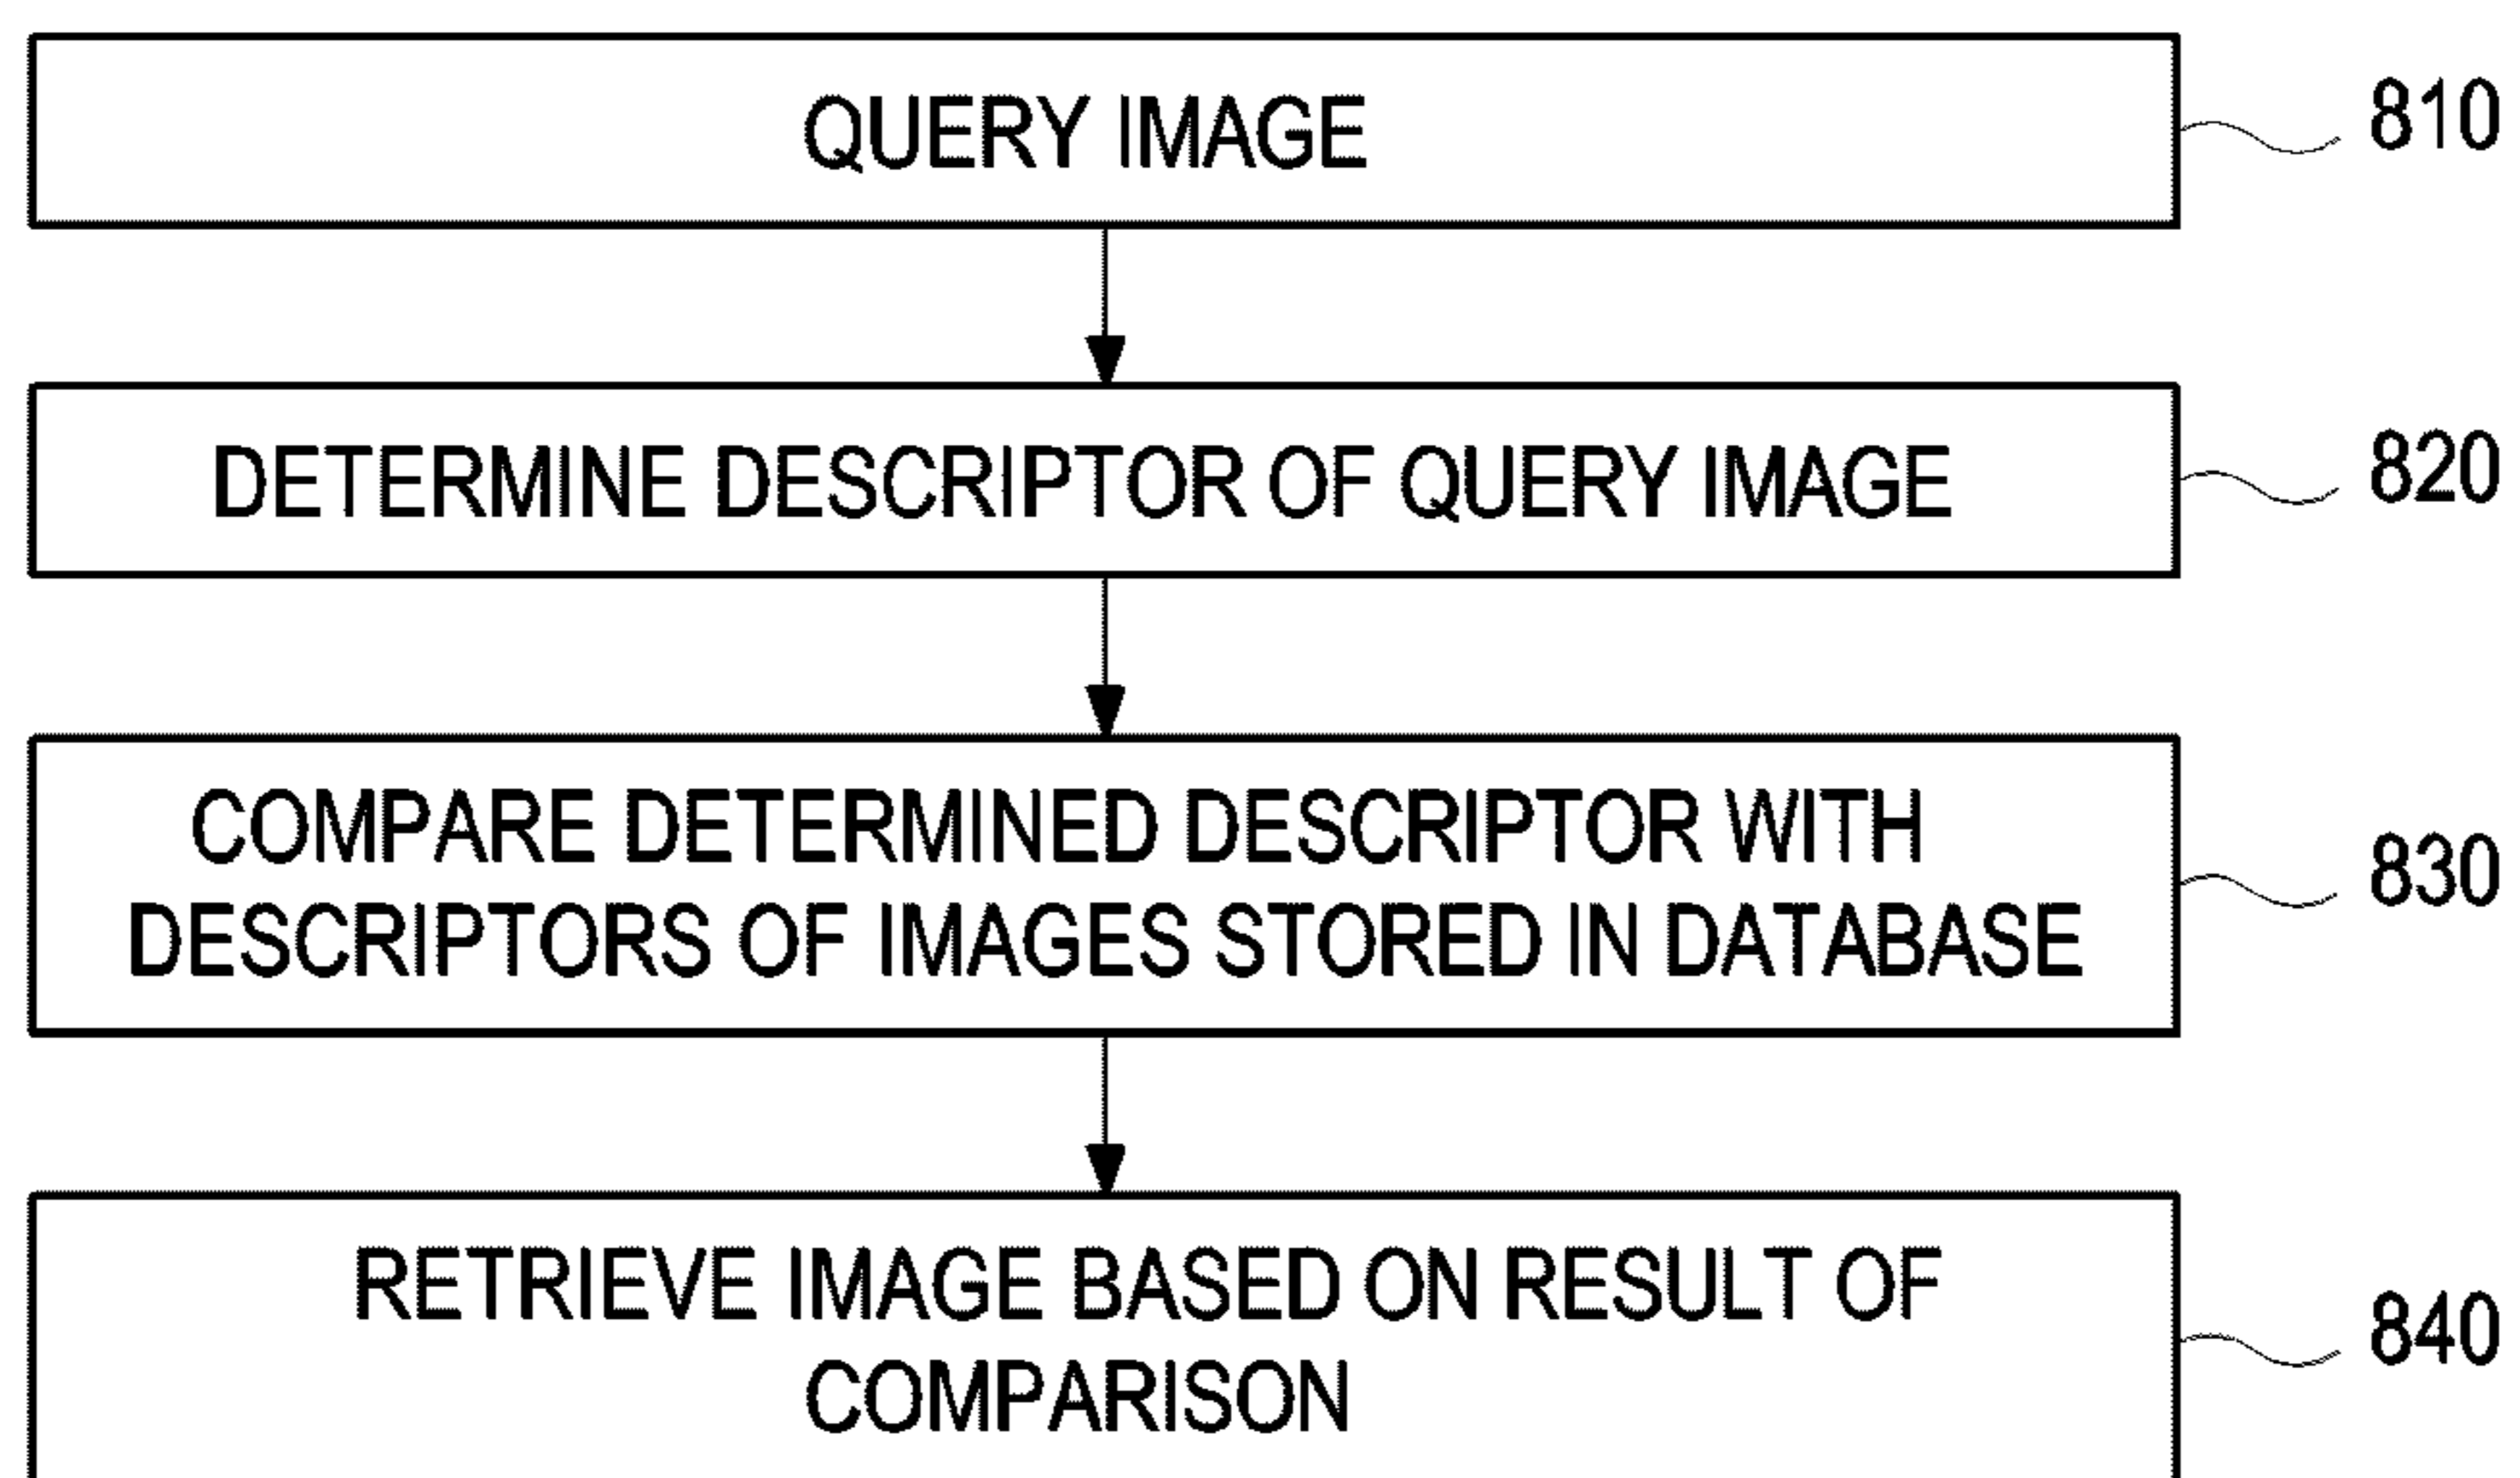 QUERY IMAGE
810
DETERMINE DESCRIPTOR OF QUERY IMAGE
820
COMPARE DETERMINED DESCRIPTOR WITH
DESCRIPTORS OF IMAGES STORED IN DATABASE
830
RETRIEVE IMAGE BASED ON RESULT OF
COMPARISON
840